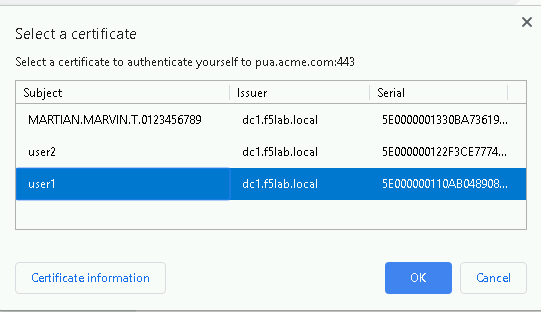 Select a certificate
Select a certificate to authenticate yourself to pua.acme.com:443
Subject Issuer Serial
MARTIAN.MARVIN.T.0123456789 dc1.f5lab.local 5E0000001330BA73619...
user2 dc1.f5lab.local 5E000000122F3CE7774...
user1 dc1.f5lab.local 5E000000110AB048908...
Certificate information OK Cancel